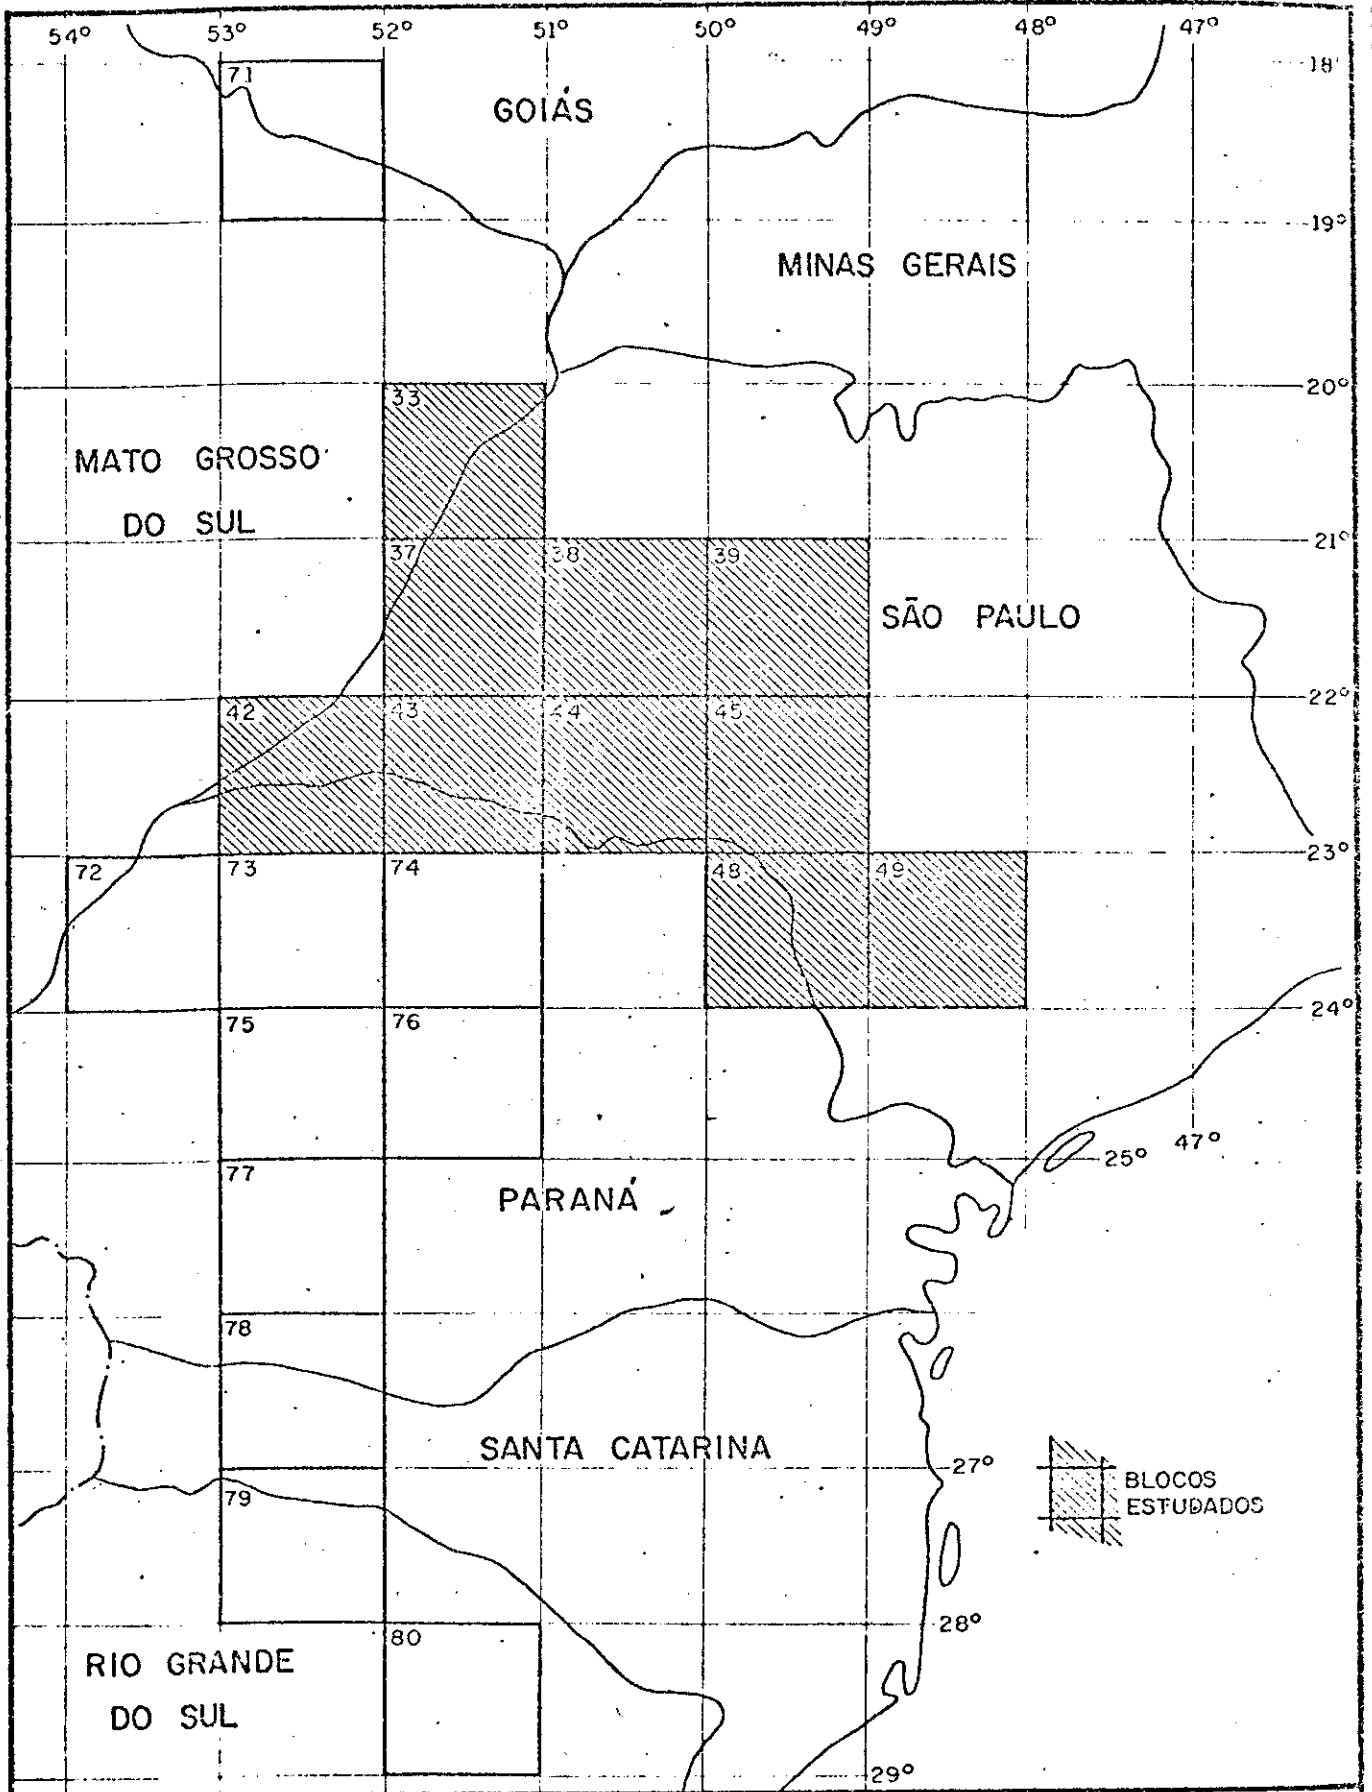 54° 53° 52° 51° 50° 49° 48° 47°
18'
71
GOIÁS
19°
MINAS GERAIS
20°
33
MATO GROSSO
DO SUL
21°
37 38 39
SÃO PAULO
22°
42 43 44 45
23°
72 73 74 48 49
24°
75 76
47°
25°
77
PARANÁ
78
SANTA CATARINA
27°
BLOCOS
ESTUDADOS
79
28°
80
RIO GRANDE
DO SUL
29°